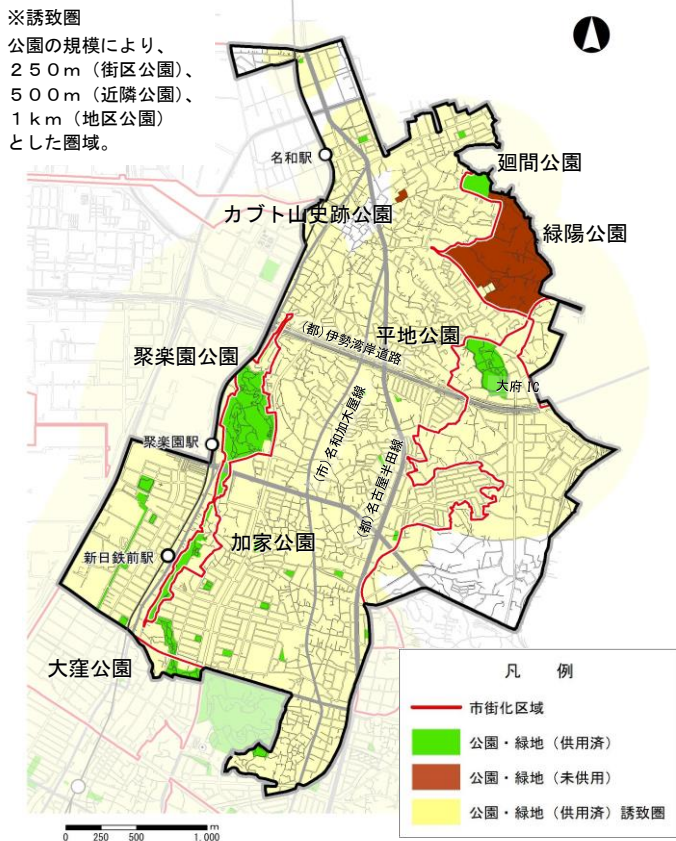 ※誘致圏
公園の規模により、
２５０ｍ（街区公園）、
５００ｍ（近隣公園）、
１ｋｍ（地区公園）
とした圏域。
名和駅
廻間公園
カブト山史跡公園
緑陽公園
(都)伊勢湾岸道路
平地公園
聚楽園公園
大府IC
(市)名和加木屋線
聚楽園駅
(都)名古屋半田線
加家公園
新日鉄前駅
大窪公園
凡　例
市街化区域
公園・緑地（供用済）
公園・緑地（未供用）
公園・緑地（供用済）誘致圏
0 250 500 1,000
m